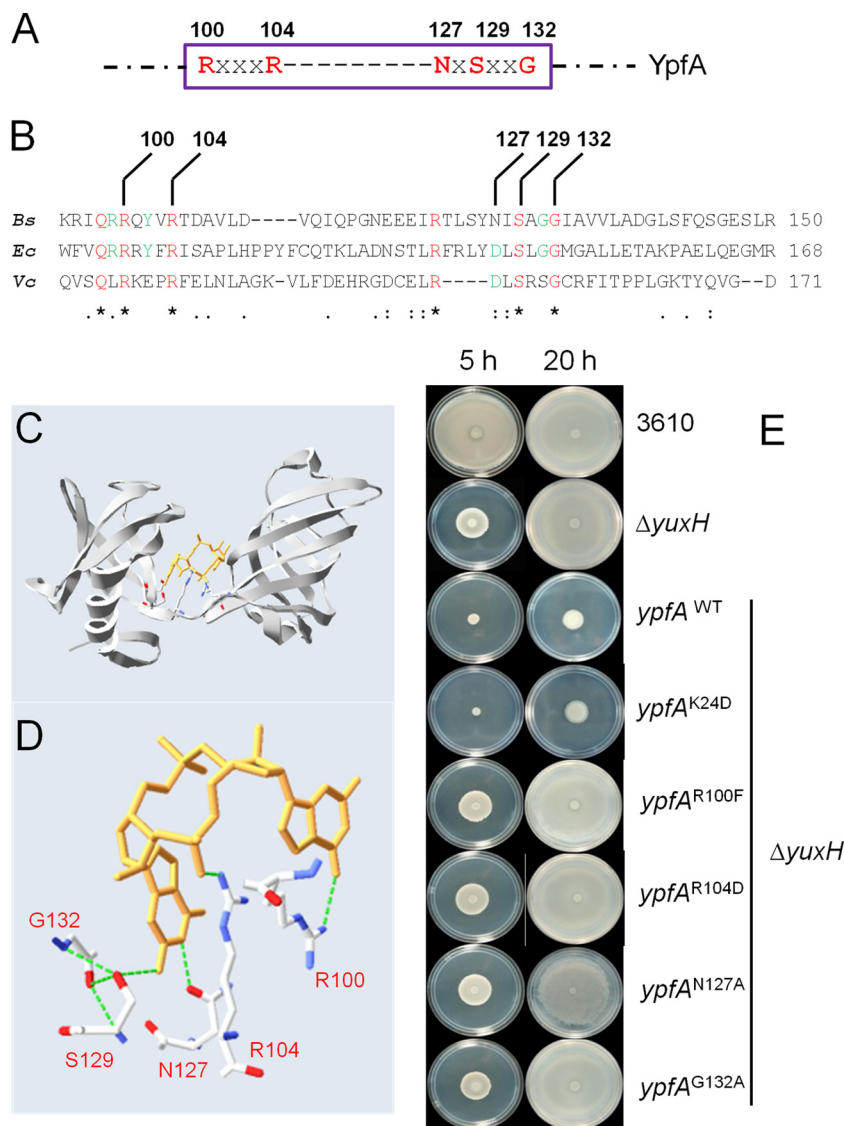 A
100 104 127 129 132
RxxxR----------NxSxxG YpfA
B
100 104 127 129 132
Bs KRIQRRQYVRTDAVLD----VQIQPGNEEEIRTLSYNISAGGIAVVLADGLSFQSGESLR 150
Ec WFVQRRRYFRISAPLHPPYFCQTKLADNSTLRFRLYDLSLGGMGALLETAKPAELQEGMR 168
Vc QVSQLRKEPRFELNLAGK-VLFDEHRGDCELR----DLSRSGCRFITPPLGKTYQVG--D 171
.*.* * .. . .: : :* :: * * . :
5 h 20 h
C
3610
E
ΔyuxH
ypfA WT
ypfA K24D
D
ypfA R100F
ΔyuxH
G132
R100
ypfA R104D
S129
N127
R104
ypfA N127A
ypfA G132A